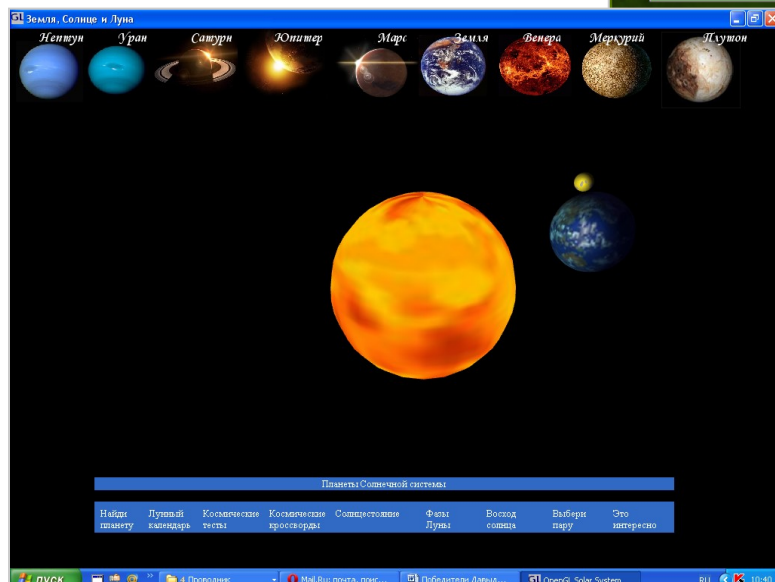 GL Земля, Солнце и Луна
Нептун Уран Сатурн Юпитер Марс Земля Венера Меркурий Плутон
Планеты Солнечной системы
Найди планету
Лунный календарь
Космические тесты
Космические кроссворды
Солнцестояние
Фазы Луны
Восход солнца
Выбери пару
Это интересно
пуск 4 Проводник Mail.Ru: почта, поис... Победители Давыд... GL OpenGL Solar System RU 10:40